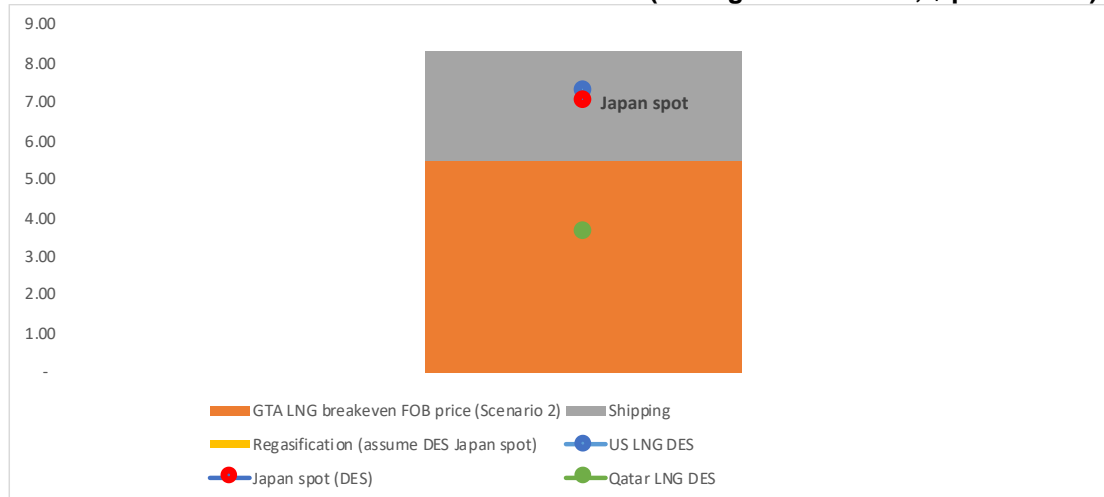 9.00
8.00
7.00
6.00
5.00
4.00
3.00
2.00
1.00
-
Japan spot
GTA LNG breakeven FOB price (Scenario 2) Shipping
Regasification (assume DES Japan spot) US LNG DES
Japan spot (DES) Qatar LNG DES